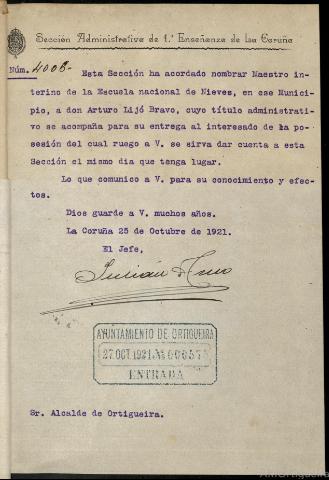 Sección Administrativa de 1.ª Enseñanza de La Coruña
Núm. 4006-
Esta Sección ha acordado nombrar Maestro in-
terino de la Escuela nacional de Nieves, en ese Munici-
pio, a don Arturo Lijó Bravo, cuyo título administrati-
vo se acompaña para su entrega al interesado de la po-
sesión del cual ruego a V. se sirva dar cuenta a esta
Sección el mismo día que tenga lugar.
Lo que comunico a V. para su conocimiento y efec-
tos.
Dios guarde a V. muchos años.
La Coruña 25 de Octubre de 1921.
El Jefe,
Julián
AYUNTAMIENTO DE ORTIGUEIRA
27.OCT.1921
ENTRADA
Sr. Alcalde de Ortigueira.